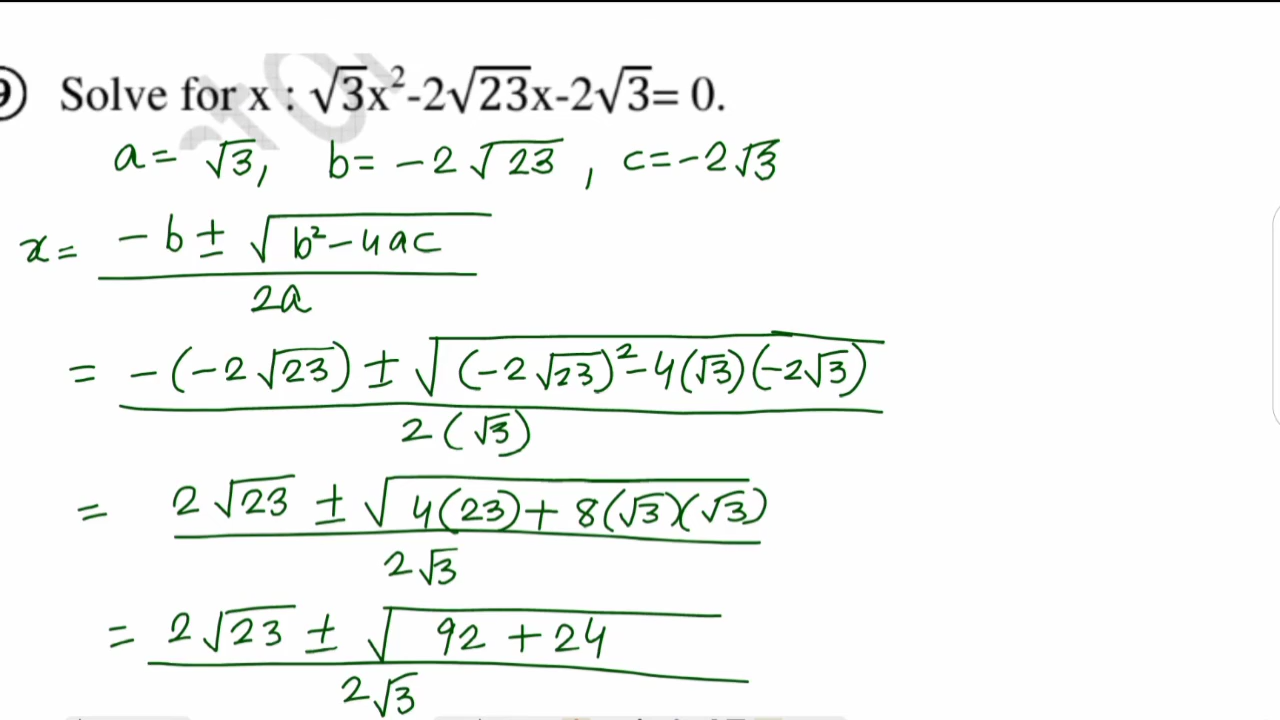 9 Solve for x : √3x²-2√23x-2√3= 0.
a = √3, b = -2√23, c = -2√3
x = (-b ± √(b²-4ac)) / 2a
= (-(-2√23) ± √((-2√23)²-4(√3)(-2√3))) / 2(√3)
= (2√23 ± √(4(23)+8(√3)(√3))) / 2√3
= (2√23 ± √(92+24)) / 2√3